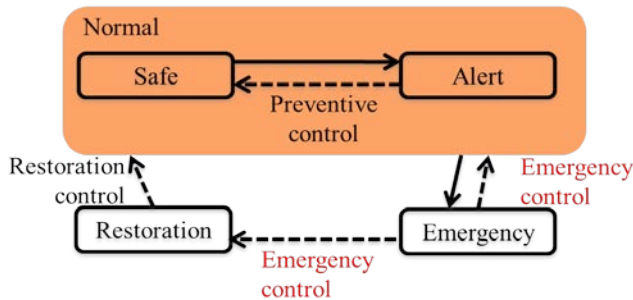 Normal
Safe
Alert
Preventive
control
Restoration
control
Emergency
control
Restoration
Emergency
Emergency
control